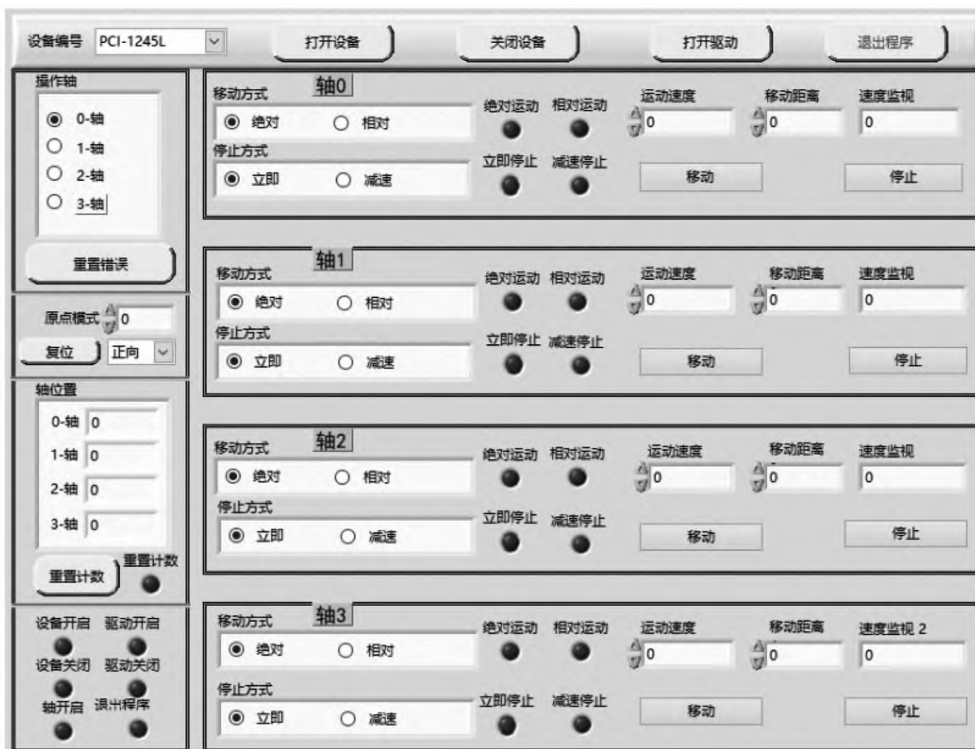 设备编号 PCI-1245L 打开设备 关闭设备 打开驱动 退出程序
操作轴
0-轴
1-轴
2-轴
3-轴
重置错误
原点模式 0
复位 正向
轴位置
0-轴 0
1-轴 0
2-轴 0
3-轴 0
重置计数 重置计数
设备开启 驱动开启
设备关闭 驱动关闭
轴开启 退出程序
轴0
移动方式 绝对运动 相对运动 运动速度 移动距离 速度监视
绝对 相对 0 0 0
停止方式 立即停止 减速停止
立即 减速 移动 停止
轴1
移动方式 绝对运动 相对运动 运动速度 移动距离 速度监视
绝对 相对 0 0 0
停止方式 立即停止 减速停止
立即 减速 移动 停止
轴2
移动方式 绝对运动 相对运动 运动速度 移动距离 速度监视
绝对 相对 0 0 0
停止方式 立即停止 减速停止
立即 减速 移动 停止
轴3
移动方式 绝对运动 相对运动 运动速度 移动距离 速度监视 2
绝对 相对 0 0 0
停止方式 立即停止 减速停止
立即 减速 移动 停止